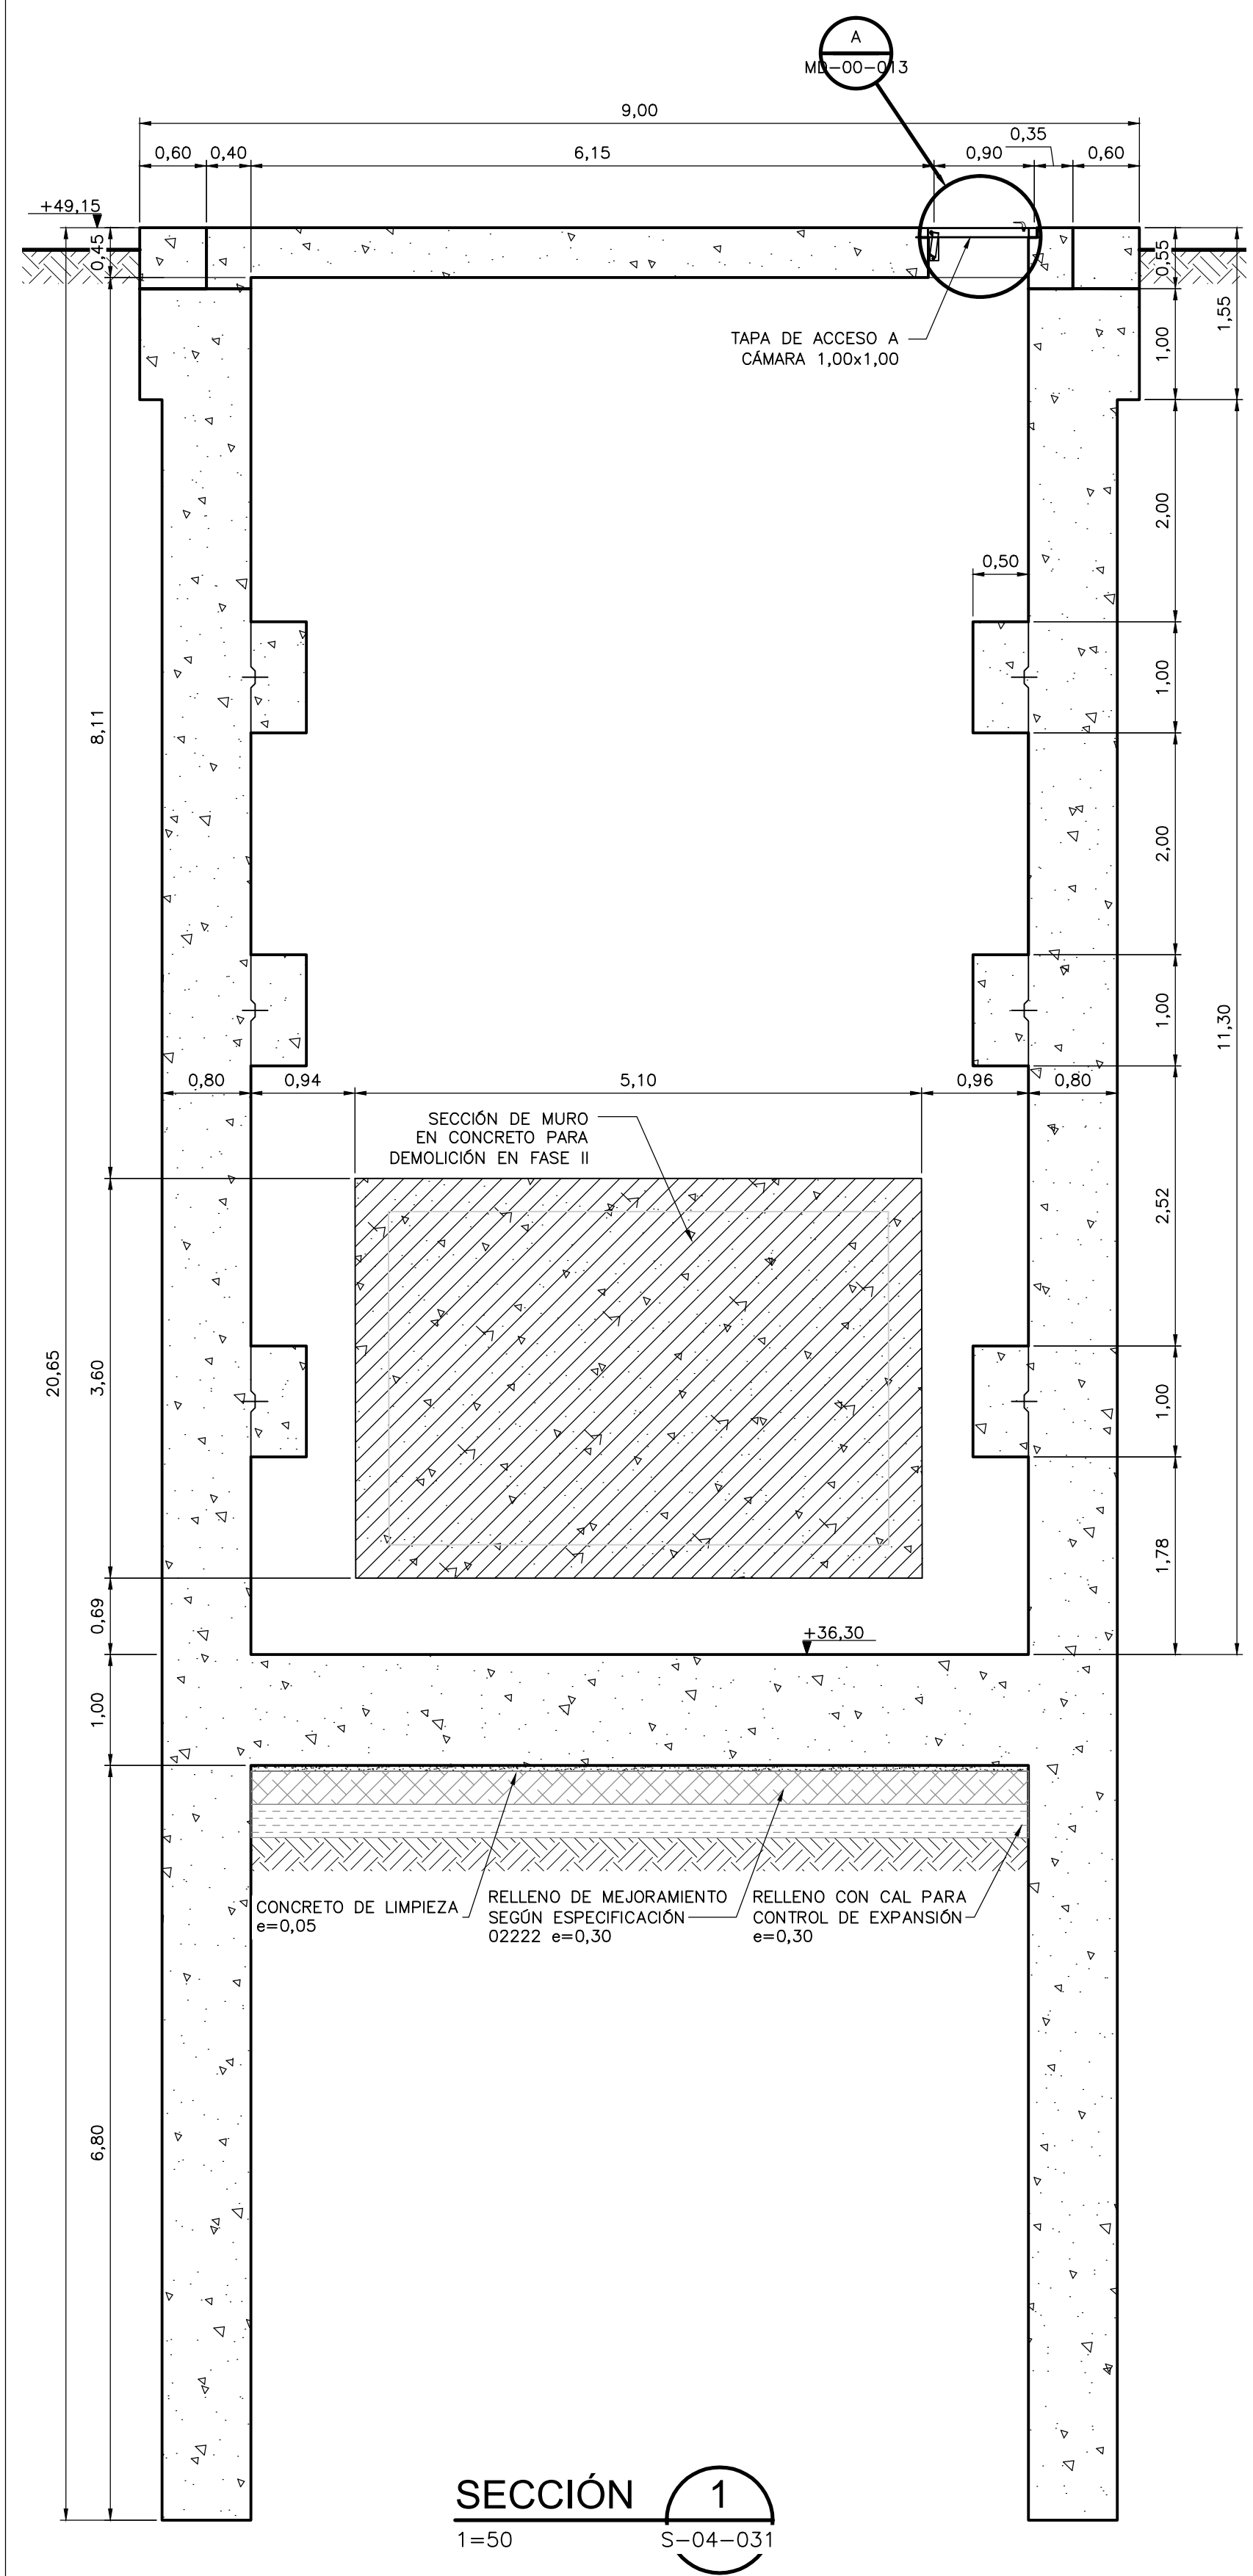 A
MD-00-013
9,00
0,60
0,40
6,15
0,90
0,35
0,60
+49,15
0,45
0,55
1,55
1,00
TAPA DE ACCESO A
CÁMARA 1,00x1,00
2,00
0,50
1,00
8,11
2,00
1,00
11,30
0,80
0,94
5,10
0,96
0,80
SECCIÓN DE MURO
EN CONCRETO PARA
DEMOLICIÓN EN FASE II
2,52
20,65
3,60
1,00
1,78
0,69
+36,30
1,00
CONCRETO DE LIMPIEZA
e=0,05
RELLENO DE MEJORAMIENTO
SEGÚN ESPECIFICACIÓN
02222 e=0,30
RELLENO CON CAL PARA
CONTROL DE EXPANSIÓN
e=0,30
6,80
SECCIÓN
1
1=50
S-04-031